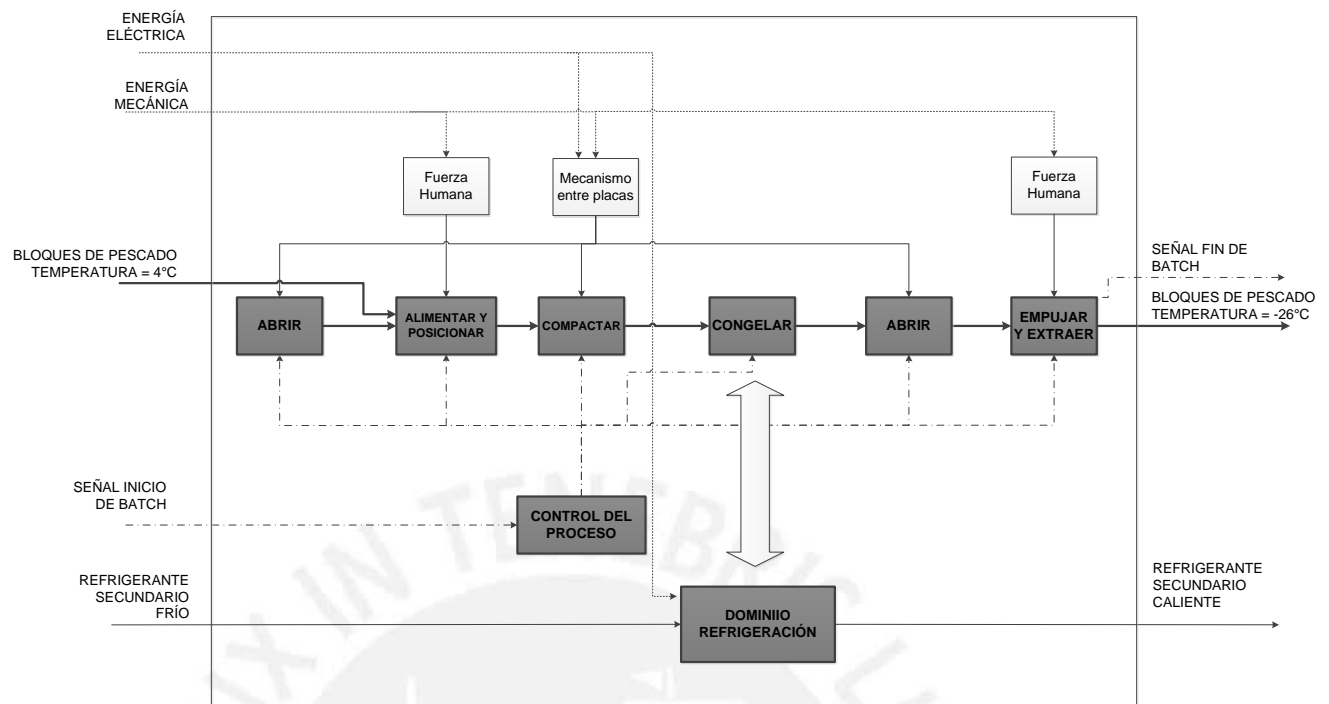 ENERGÍA
ELÉCTRICA
ENERGÍA
MECÁNICA
Fuerza
Humana
Mecanismo
entre placas
Fuerza
Humana
BLOQUES DE PESCADO
TEMPERATURA = 4°C
SEÑAL FIN DE
BATCH
BLOQUES DE PESCADO
TEMPERATURA = -26°C
ABRIR
ALIMENTAR Y
POSICIONAR
COMPACTAR
CONGELAR
ABRIR
EMPUJAR
Y EXTRAER
SEÑAL INICIO
DE BATCH
CONTROL DEL
PROCESO
REFRIGERANTE
SECUNDARIO
FRÍO
DOMINIIO
REFRIGERACIÓN
REFRIGERANTE
SECUNDARIO
CALIENTE
IN TENEBRIS